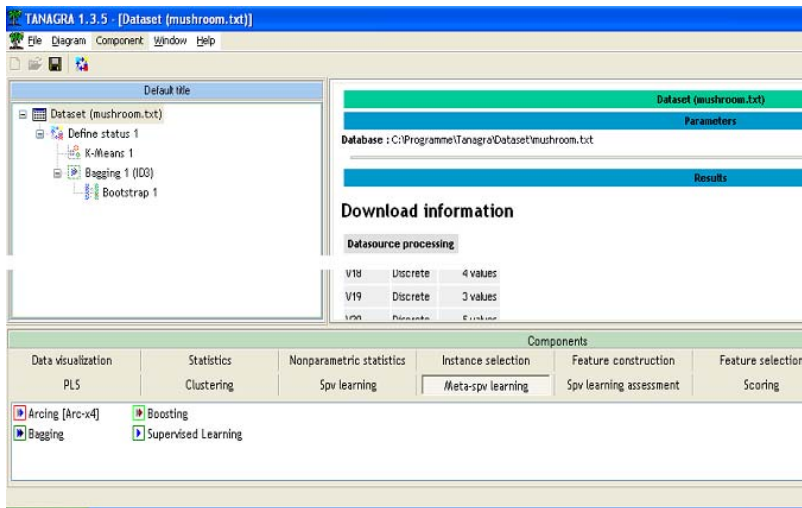 TANAGRA 1.3.5 - [Dataset (mushroom.txt)]
File Diagram Component Window Help
Default title
Dataset (mushroom.txt)
Define status 1
K-Means 1
Bagging 1 (ID3)
Bootstrap 1
Dataset (mushroom.txt)
Parameters
Database : C:\Programme\Tanagra\Dataset\mushroom.txt
Results
Download information
Datasource processing
V18 Discrete 4 values
V19 Discrete 3 values
V20 Discrete 5 values
Components
Data visualization Statistics Nonparametric statistics Instance selection Feature construction Feature selection
PLS Clustering Spv learning Meta-spv learning Spv learning assessment Scoring
Arcing [Arc-x4] Boosting
Bagging Supervised Learning